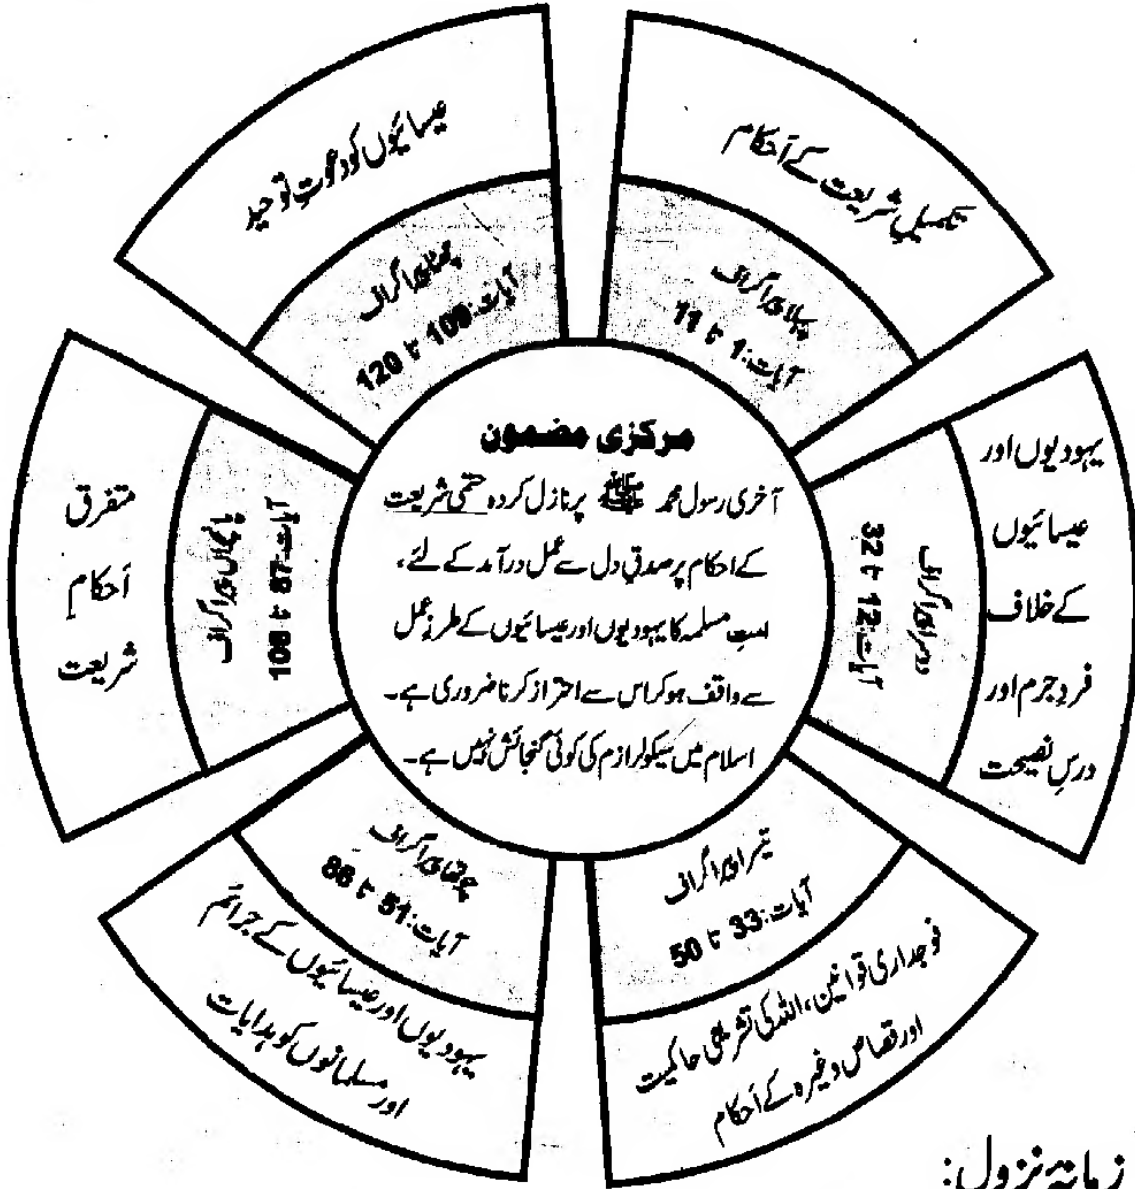 مرکزی مضمون
آخری رسول محمد ﷺ پر نازل کردہ حتمی شریعت
کے احکام پر صدقِ دل سے عمل در آمد کے لئے،
امتِ مسلمہ کا یہودیوں اور عیسائیوں کے طرزِ عمل
سے واقف ہو کر اس سے احتراز کرنا ضروری ہے۔
اسلام میں سیکولرازم کی کوئی گنجائش نہیں ہے۔
تکمیلِ شریعت کے اَحکام
پہلا پیراگراف
آیات:1 تا 11
یہودیوں اور
عیسائیوں
کے خلاف
فردِ جرم اور
درسِ نصیحت
دوسرا پیراگراف
آیات:12 تا 32
تیسرا پیراگراف
آیات:33 تا 50
فوجداری قوانین، اللہ کی تشریعی حاکمیت
اور قصاص وغیرہ کے اَحکام
چوتھا پیراگراف
آیات:51 تا 86
یہودیوں اور عیسائیوں کے جرائم
اور مسلمانوں کو ہدایات
متفرق
اَحکامِ
شریعت
پانچواں پیراگراف
آیات:87 تا 108
عیسائیوں کو دعوتِ توحید
چھٹا پیراگراف
آیات:109 تا 120
زمانۂ نزول: